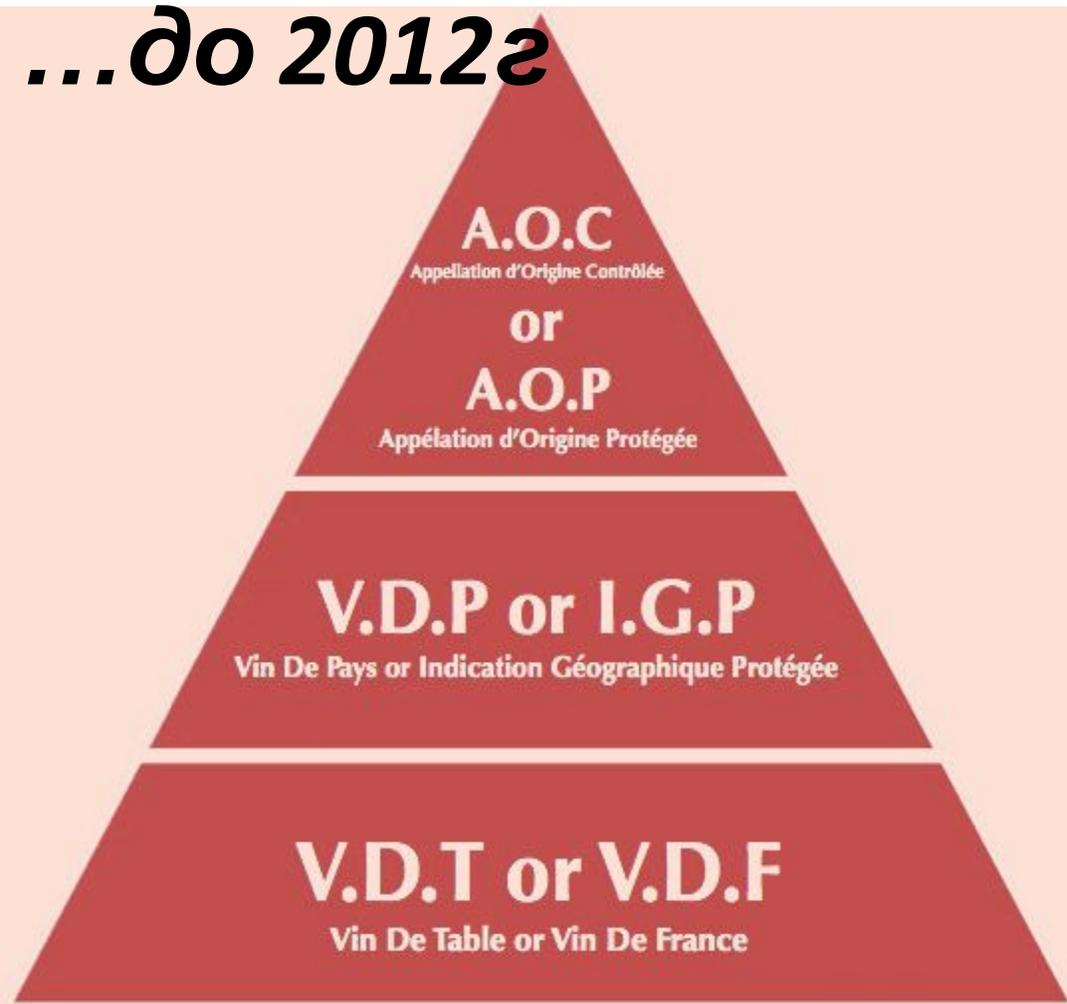 ...до 2012г
A.O.C
Appellation d'Origine Contrôlée
or
A.O.P
Appélation d'Origine Protégée
V.D.P or I.G.P
Vin De Pays or Indication Géographique Protégée
V.D.T or V.D.F
Vin De Table or Vin De France